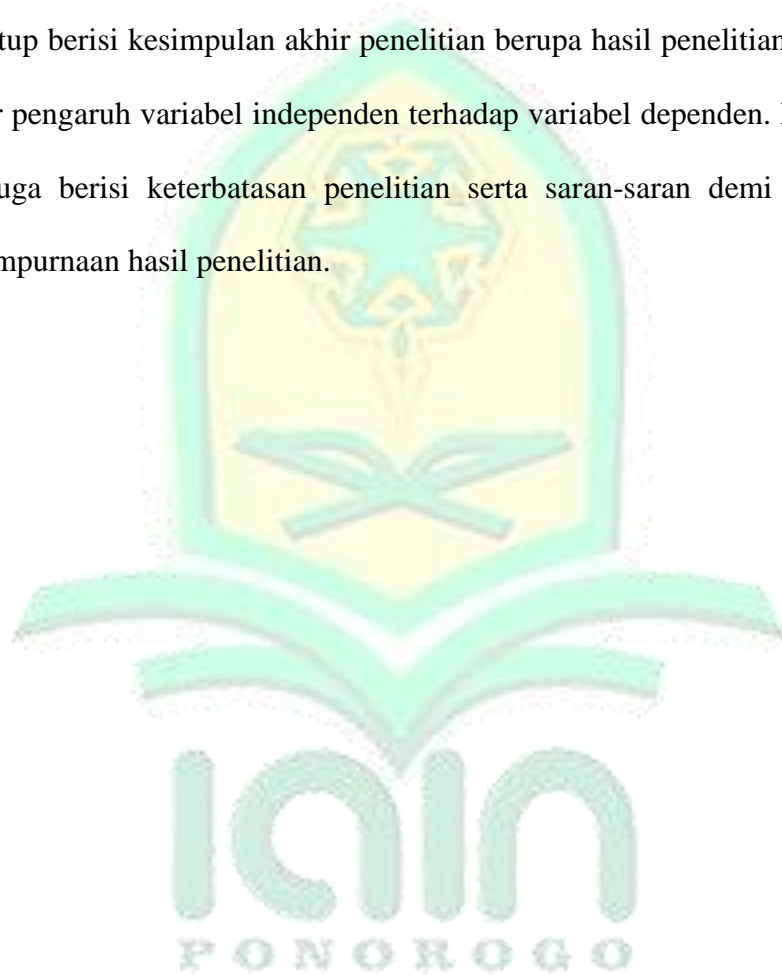 tup berisi kesimpulan akhir penelitian berupa hasil penelitian
pengaruh variabel independen terhadap variabel dependen.
uga berisi keterbatasan penelitian serta saran-saran demi
mpurnaan hasil penelitian.
iain
PONOROGO